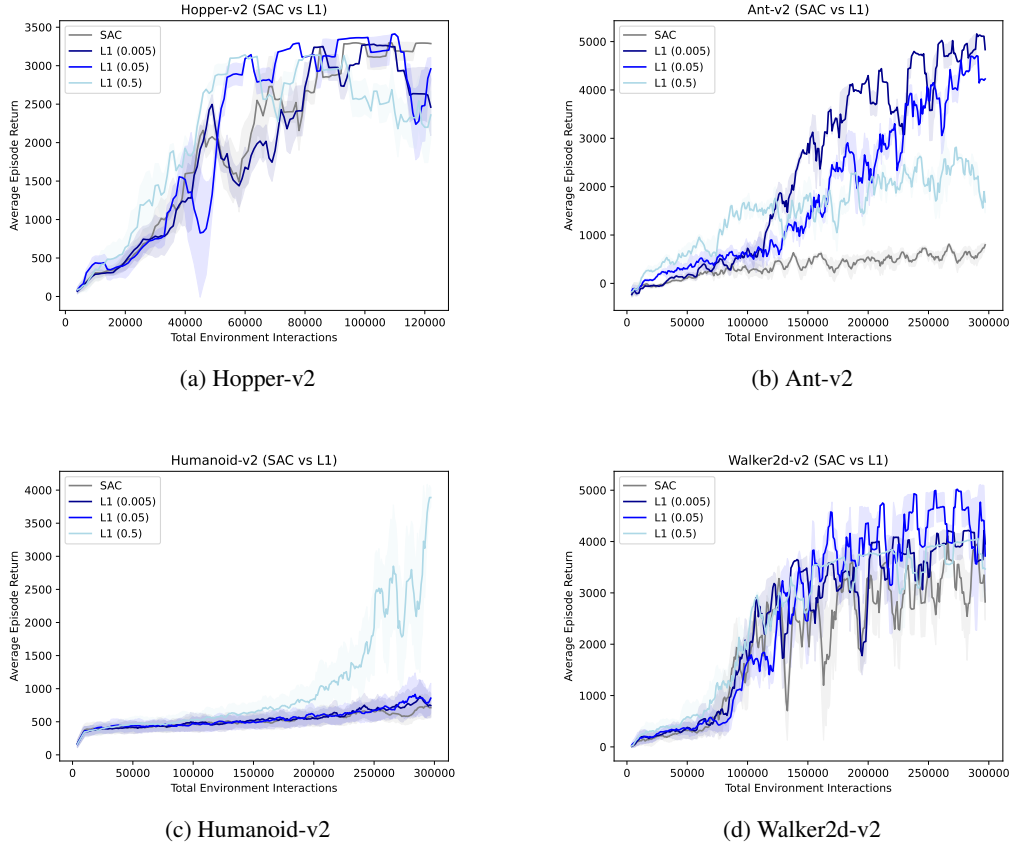 Hopper-v2 (SAC vs L1)
SAC
L1 (0.005)
L1 (0.05)
L1 (0.5)
3500
3000
2500
2000
1500
1000
500
0
Average Episode Return
0 20000 40000 60000 80000 100000 120000
Total Environment Interactions
(a) Hopper-v2
Ant-v2 (SAC vs L1)
SAC
L1 (0.005)
L1 (0.05)
L1 (0.5)
5000
4000
3000
2000
1000
0
Average Episode Return
0 50000 100000 150000 200000 250000 300000
Total Environment Interactions
(b) Ant-v2
Humanoid-v2 (SAC vs L1)
SAC
L1 (0.005)
L1 (0.05)
L1 (0.5)
4000
3500
3000
2500
2000
1500
1000
500
0
Average Episode Return
0 50000 100000 150000 200000 250000 300000
Total Environment Interactions
(c) Humanoid-v2
Walker2d-v2 (SAC vs L1)
SAC
L1 (0.005)
L1 (0.05)
L1 (0.5)
5000
4000
3000
2000
1000
0
Average Episode Return
0 50000 100000 150000 200000 250000 300000
Total Environment Interactions
(d) Walker2d-v2